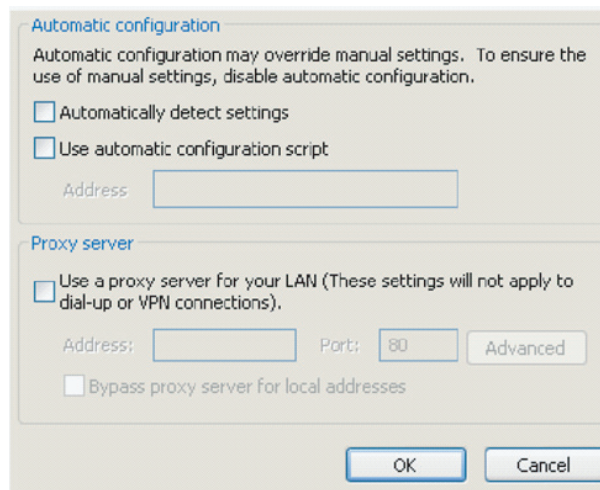 Automatic configuration
Automatic configuration may override manual settings. To ensure the
use of manual settings, disable automatic configuration.
Automatically detect settings
Use automatic configuration script
Address
Proxy server
Use a proxy server for your LAN (These settings will not apply to
dial-up or VPN connections).
Address: Port: 80 Advanced
Bypass proxy server for local addresses
OK Cancel